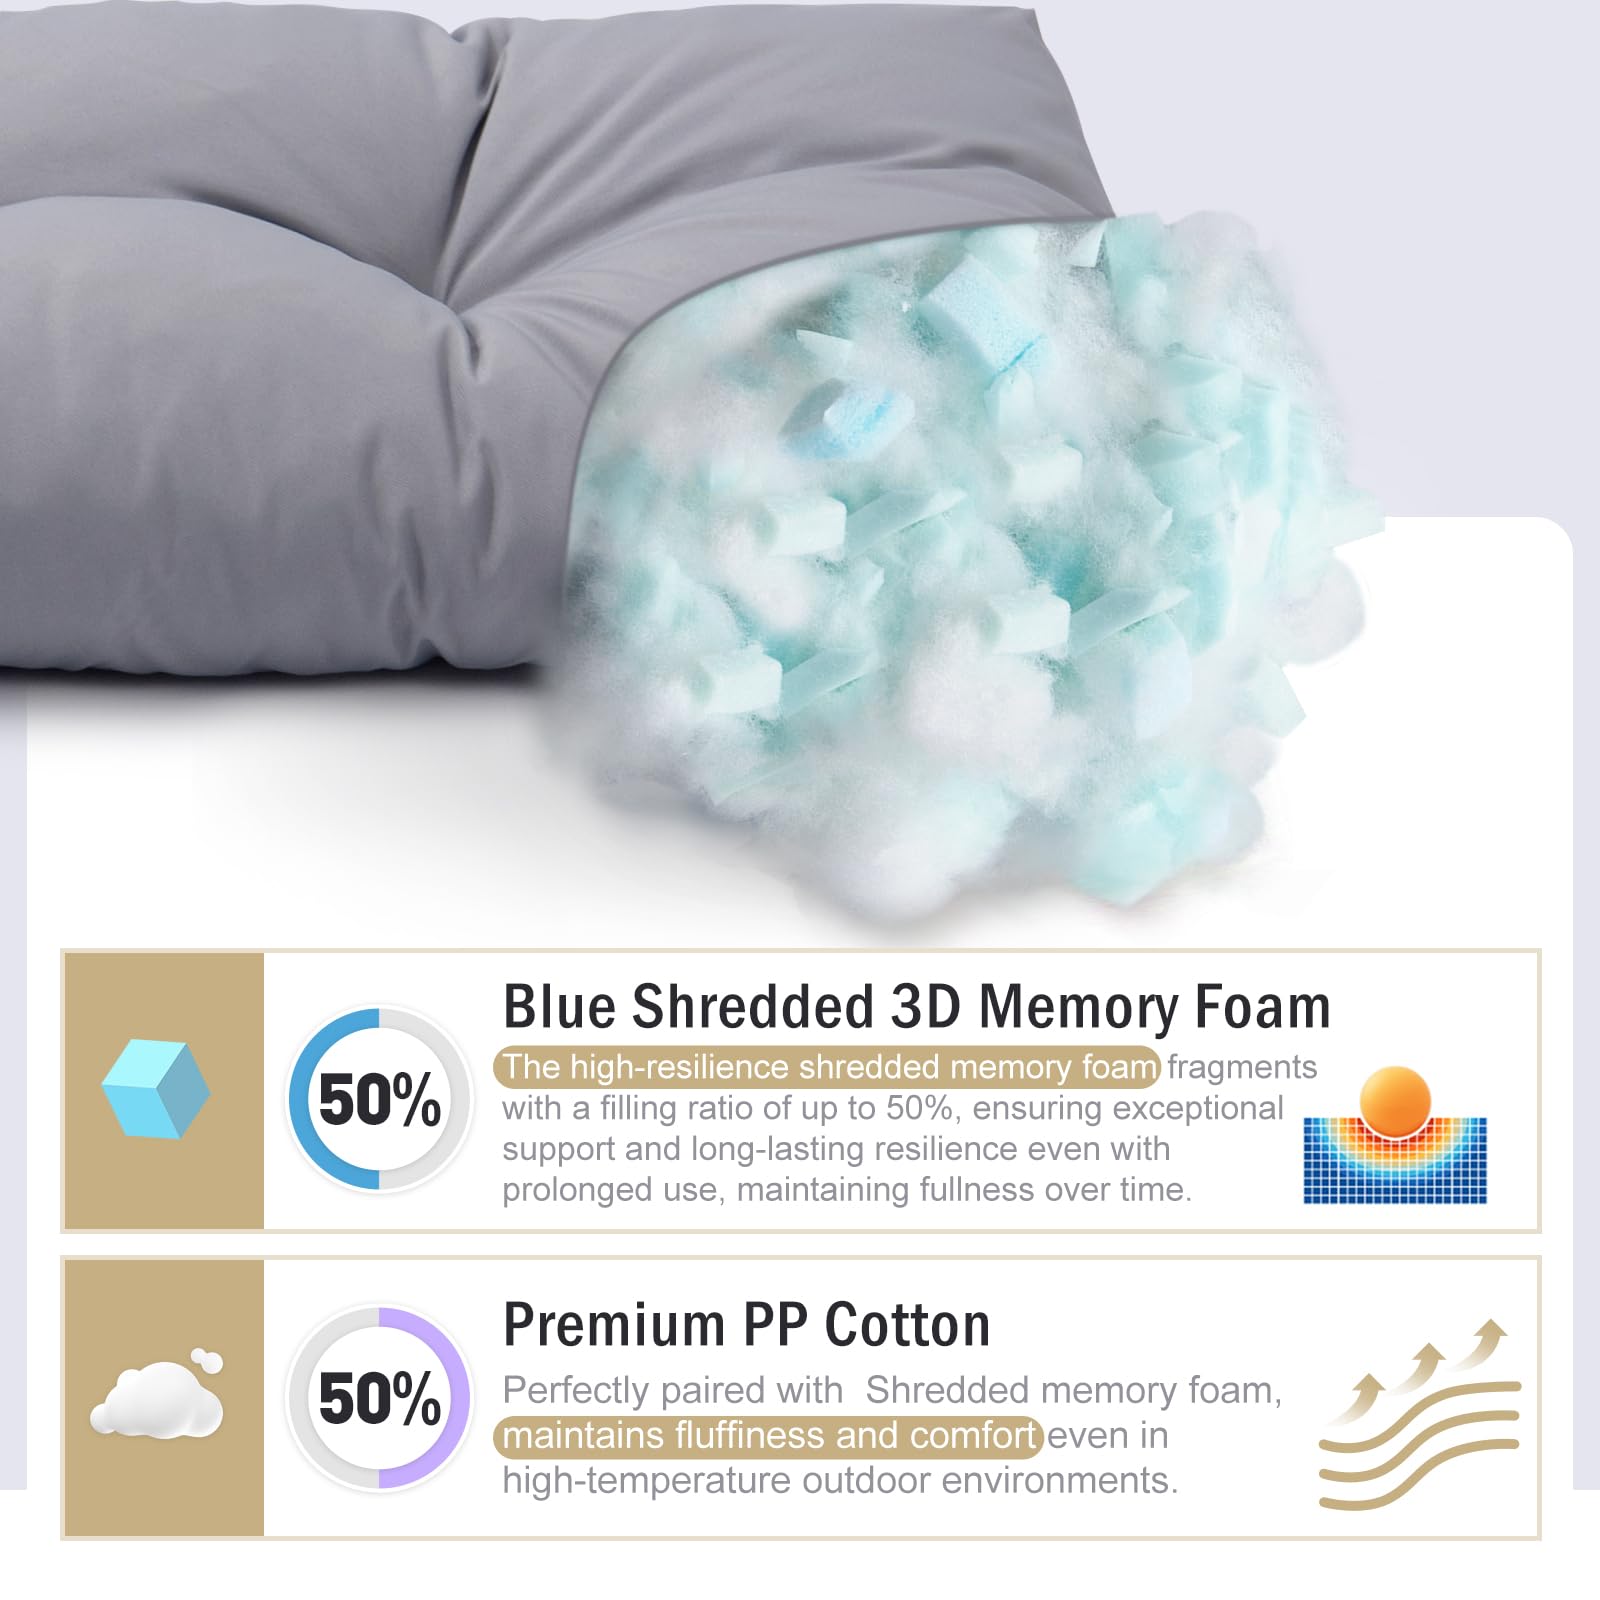 Blue Shredded 3D Memory Foam
50%
The high-resilience shredded memory foam fragments
with a filling ratio of up to 50%, ensuring exceptional
support and long-lasting resilience even with
prolonged use, maintaining fullness over time.
Premium PP Cotton
50%
Perfectly paired with  Shredded memory foam,
maintains fluffiness and comfort even in
high-temperature outdoor environments.